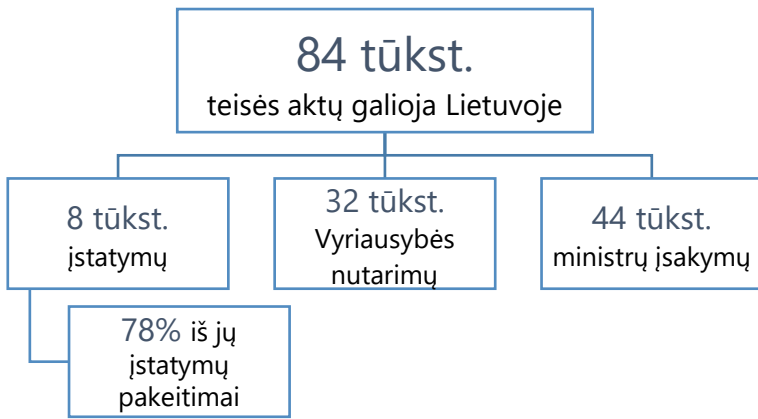 84 tūkst.
teisės aktų galioja Lietuvoje
8 tūkst.
įstatymų
32 tūkst.
Vyriausybės
nutarimų
44 tūkst.
ministrų įsakymų
78% iš jų
įstatymų
pakeitimai